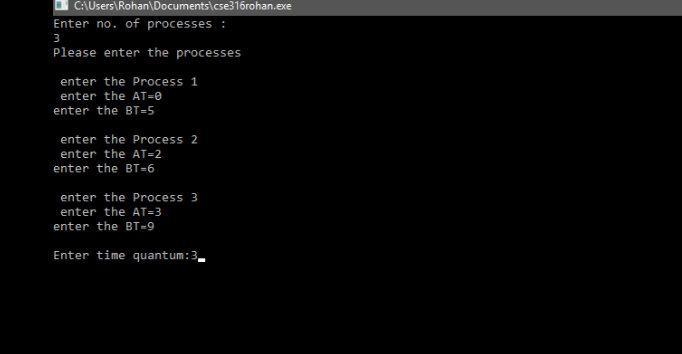 C:\Users\Rohan\Documents\cse316rohan.exe
Enter no. of processes :
3
Please enter the processes
enter the Process 1
enter the AT=0
enter the BT=5
enter the Process 2
enter the AT=2
enter the BT=6
enter the Process 3
enter the AT=3
enter the BT=9
Enter time quantum:3